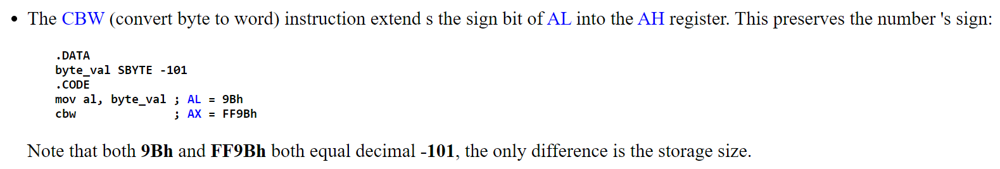 • The CBW (convert byte to word) instruction extend s the sign bit of AL into the AH register. This preserves the number 's sign:
.DATA
byte_val SBYTE -101
.CODE
mov al, byte_val ; AL = 9Bh
cbw              ; AX = FF9Bh
Note that both 9Bh and FF9Bh both equal decimal -101, the only difference is the storage size.